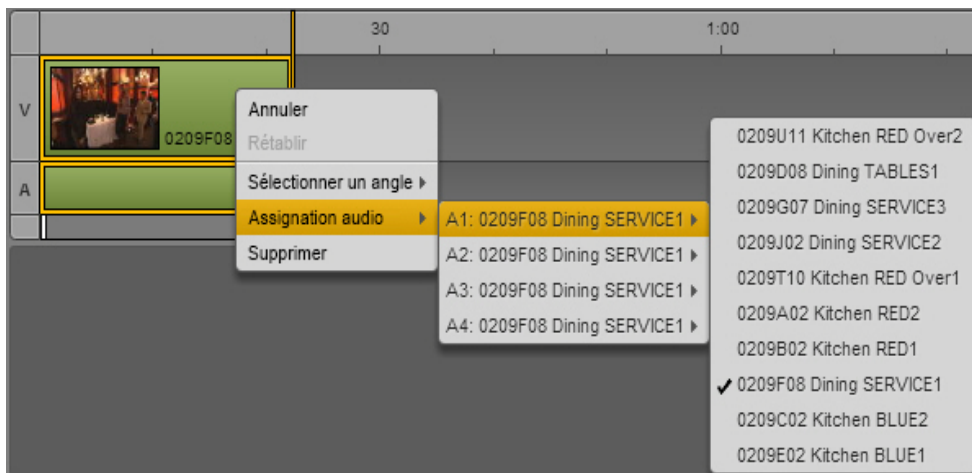 30 1:00
V
0209F08
A
Annuler
Rétablir
Sélectionner un angle
Assignation audio
Supprimer
A1: 0209F08 Dining SERVICE1
A2: 0209F08 Dining SERVICE1
A3: 0209F08 Dining SERVICE1
A4: 0209F08 Dining SERVICE1
0209U11 Kitchen RED Over2
0209D08 Dining TABLES1
0209G07 Dining SERVICE3
0209J02 Dining SERVICE2
0209T10 Kitchen RED Over1
0209A02 Kitchen RED2
0209B02 Kitchen RED1
0209F08 Dining SERVICE1
0209C02 Kitchen BLUE2
0209E02 Kitchen BLUE1